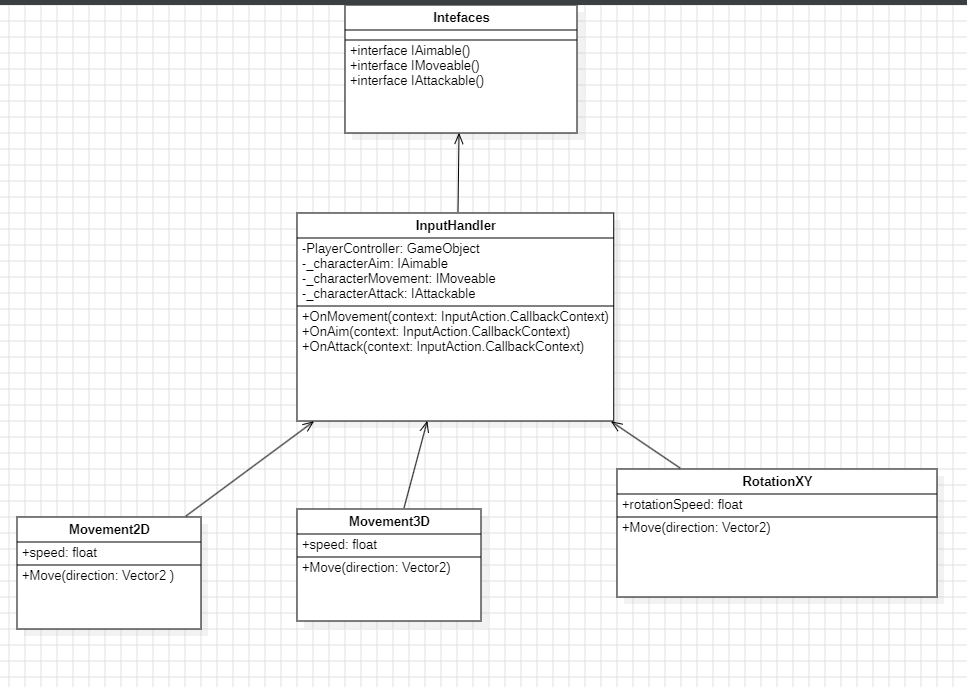 Intefaces
+interface IAimable()
+interface IMoveable()
+interface IAttackable()
InputHandler
-PlayerController: GameObject
-_characterAim: IAimable
-_characterMovement: IMoveable
-_characterAttack: IAttackable
+OnMovement(context: InputAction.CallbackContext)
+OnAim(context: InputAction.CallbackContext)
+OnAttack(context: InputAction.CallbackContext)
Movement2D
+speed: float
+Move(direction: Vector2 )
Movement3D
+speed: float
+Move(direction: Vector2)
RotationXY
+rotationSpeed: float
+Move(direction: Vector2)